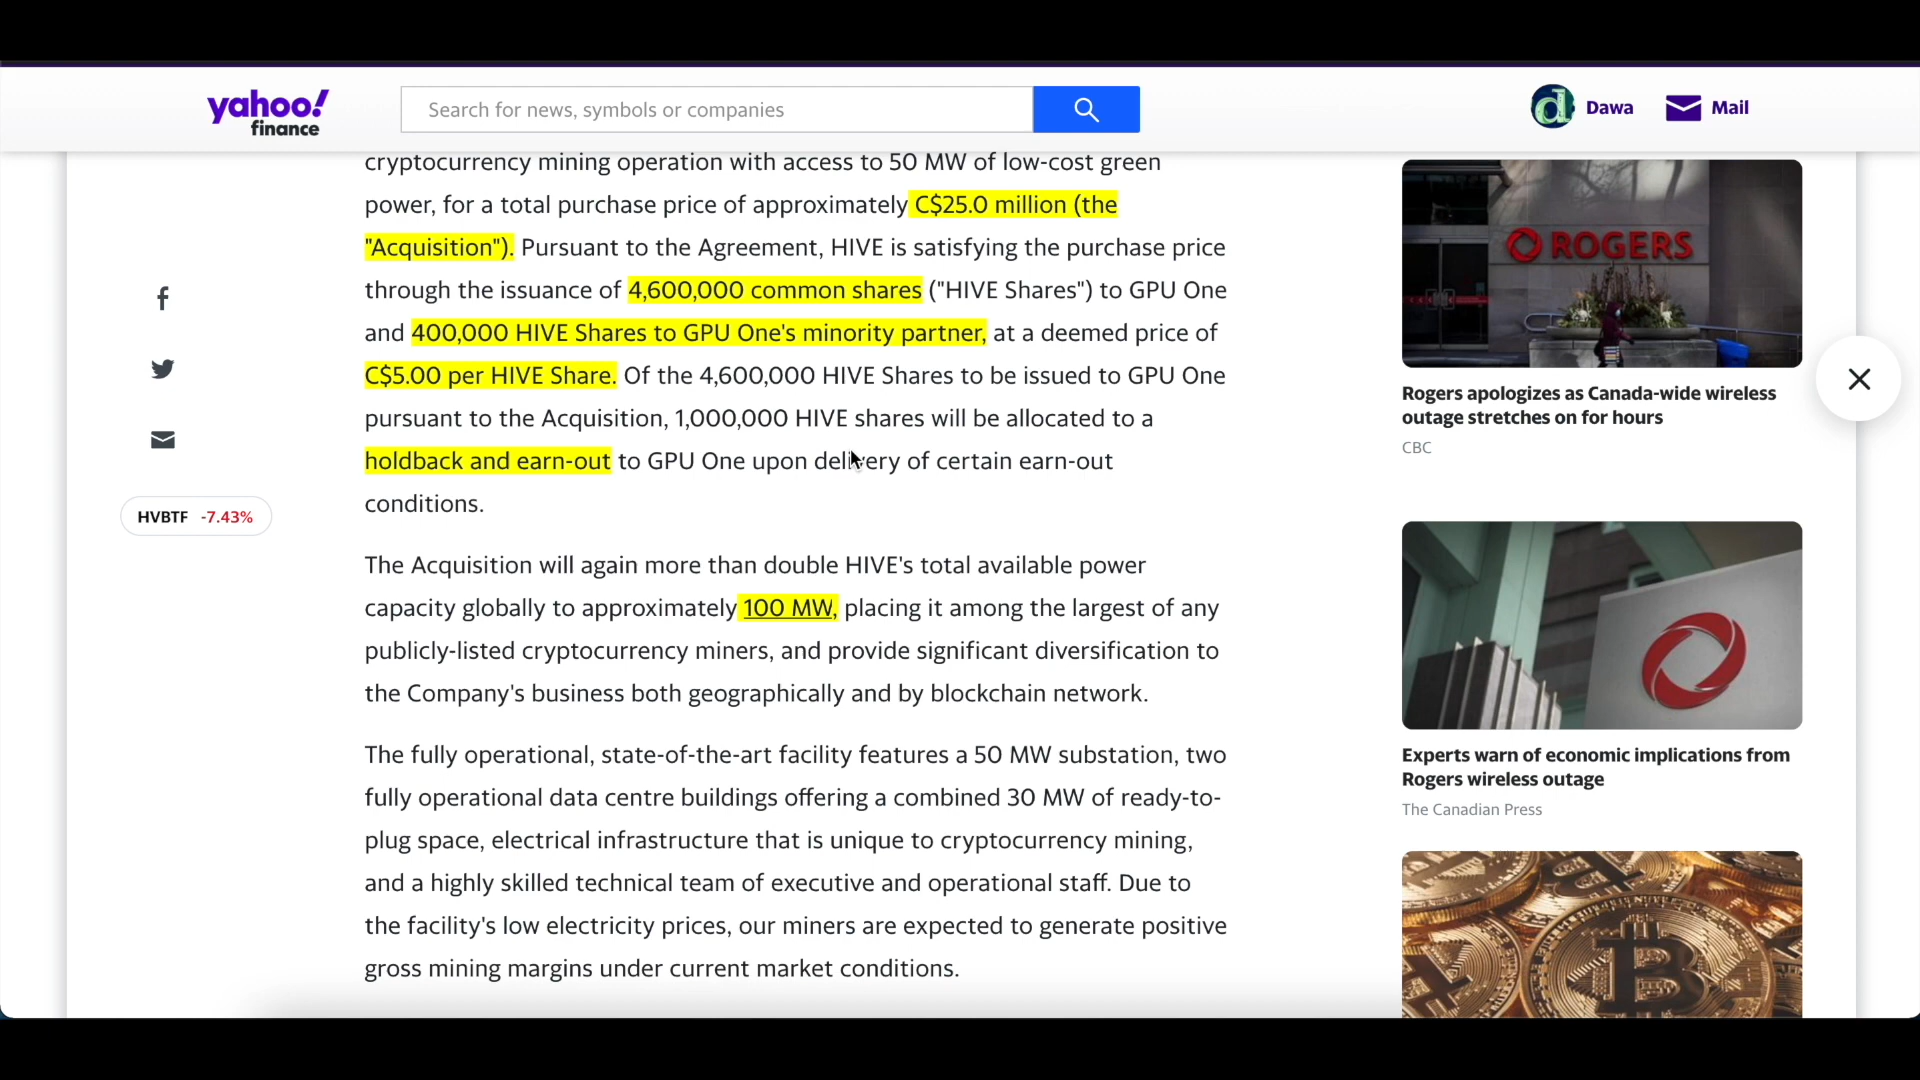 yahoo!
finance
Search for news, symbols or companies
Dawa
Mail
cryptocurrency mining operation with access to 50 MW of low-cost green
power, for a total purchase price of approximately C$25.0 million (the
"Acquisition"). Pursuant to the Agreement, HIVE is satisfying the purchase price
through the issuance of 4,600,000 common shares ("HIVE Shares") to GPU One
and 400,000 HIVE Shares to GPU One's minority partner, at a deemed price of
C$5.00 per HIVE Share. Of the 4,600,000 HIVE Shares to be issued to GPU One
pursuant to the Acquisition, 1,000,000 HIVE shares will be allocated to a
holdback and earn-out to GPU One upon delivery of certain earn-out
conditions.
HVBTF -7.43%
The Acquisition will again more than double HIVE's total available power
capacity globally to approximately 100 MW, placing it among the largest of any
publicly-listed cryptocurrency miners, and provide significant diversification to
the Company's business both geographically and by blockchain network.
The fully operational, state-of-the-art facility features a 50 MW substation, two
fully operational data centre buildings offering a combined 30 MW of ready-to-
plug space, electrical infrastructure that is unique to cryptocurrency mining,
and a highly skilled technical team of executive and operational staff. Due to
the facility's low electricity prices, our miners are expected to generate positive
gross mining margins under current market conditions.
ROGERS
Rogers apologizes as Canada-wide wireless
outage stretches on for hours
CBC
Experts warn of economic implications from
Rogers wireless outage
The Canadian Press